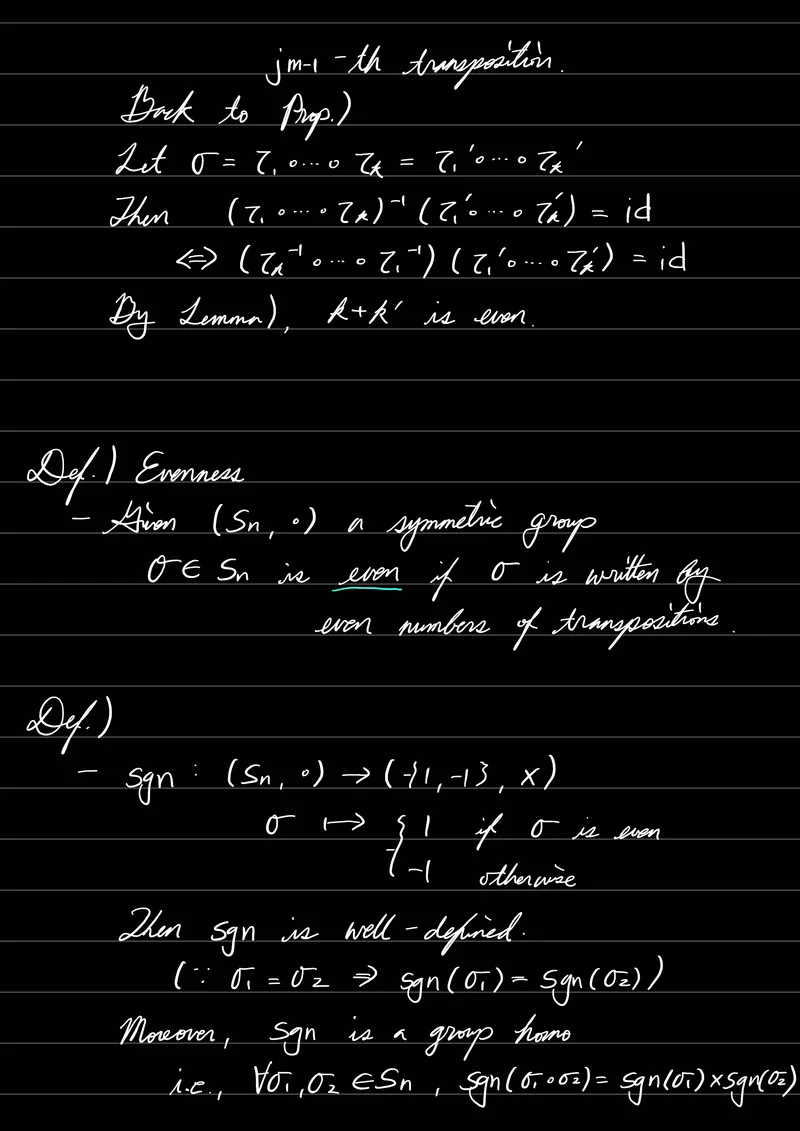 jm-1 -th transposition.
Back to Prop.)
Let σ = τ₁ ∘ ⋯ ∘ τₖ = τ₁' ∘ ⋯ ∘ τₖ'
Then (τ₁ ∘ ⋯ ∘ τₖ)⁻¹ (τ₁' ∘ ⋯ ∘ τₖ') = id
⇔ (τₖ⁻¹ ∘ ⋯ ∘ τ₁⁻¹) (τ₁' ∘ ⋯ ∘ τₖ') = id
By Lemma), k+k' is even.
Def.) Evenness
- Given (Sn, ∘) a symmetric group
σ ∈ Sn is even if σ is written by
even numbers of transpositions.
Def.)
- sgn : (Sn, ∘) → ({1, -1}, ×)
σ ↦ { 1 if σ is even
-1 otherwise
Then sgn is well-defined.
(∵ σ₁ = σ₂ ⇒ sgn(σ₁) = sgn(σ₂))
Moreover, sgn is a group homo
i.e., ∀σ₁, σ₂ ∈ Sn, sgn(σ₁∘σ₂) = sgn(σ₁)×sgn(σ₂)